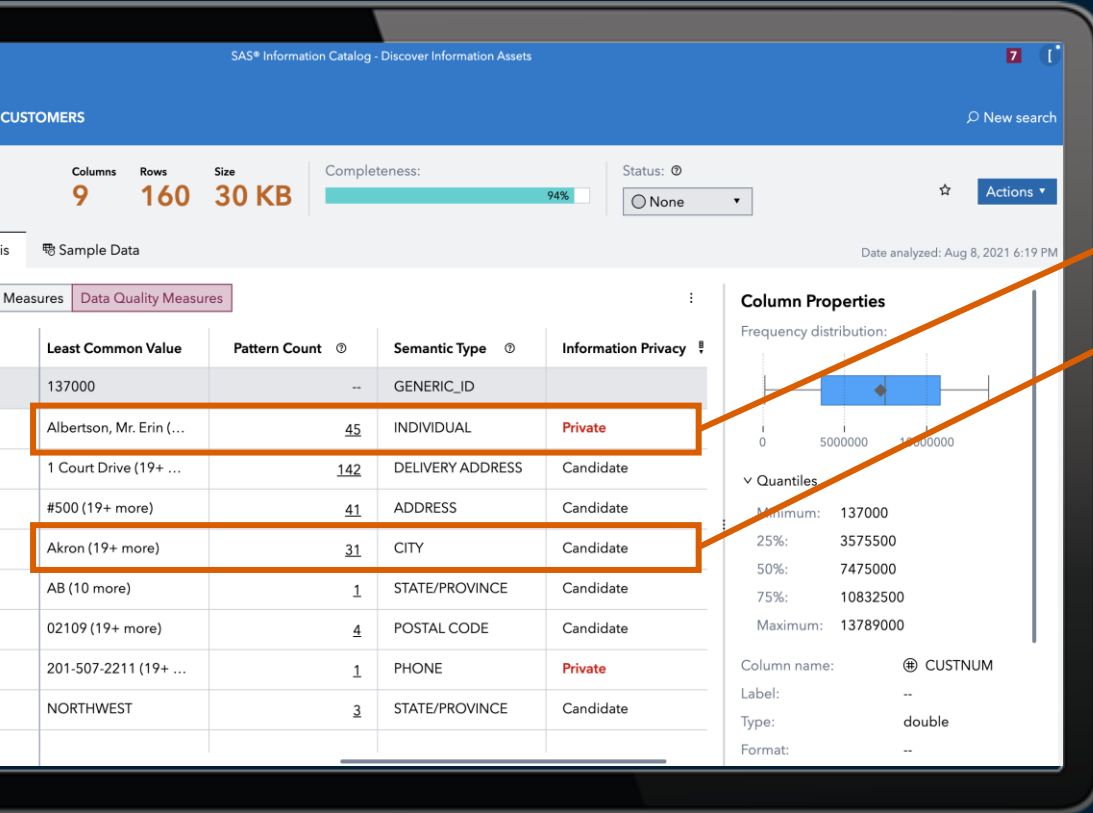 SAS® Information Catalog - Discover Information Assets
7
CUSTOMERS
New search
Columns Rows Size
9 160 30 KB
Completeness:
94%
Status:
None
Actions
is
Sample Data
Date analyzed: Aug 8, 2021 6:19 PM
Measures Data Quality Measures
Least Common Value Pattern Count Semantic Type Information Privacy
137000 -- GENERIC_ID
Albertson, Mr. Erin (... 45 INDIVIDUAL Private
1 Court Drive (19+ ... 142 DELIVERY ADDRESS Candidate
#500 (19+ more) 41 ADDRESS Candidate
Akron (19+ more) 31 CITY Candidate
AB (10 more) 1 STATE/PROVINCE Candidate
02109 (19+ more) 4 POSTAL CODE Candidate
201-507-2211 (19+ ... 1 PHONE Private
NORTHWEST 3 STATE/PROVINCE Candidate
Column Properties
Frequency distribution:
0 5000000 10000000
Quantiles
Minimum: 137000
25%: 3575500
50%: 7475000
75%: 10832500
Maximum: 13789000
Column name: CUSTNUM
Label: --
Type: double
Format: --